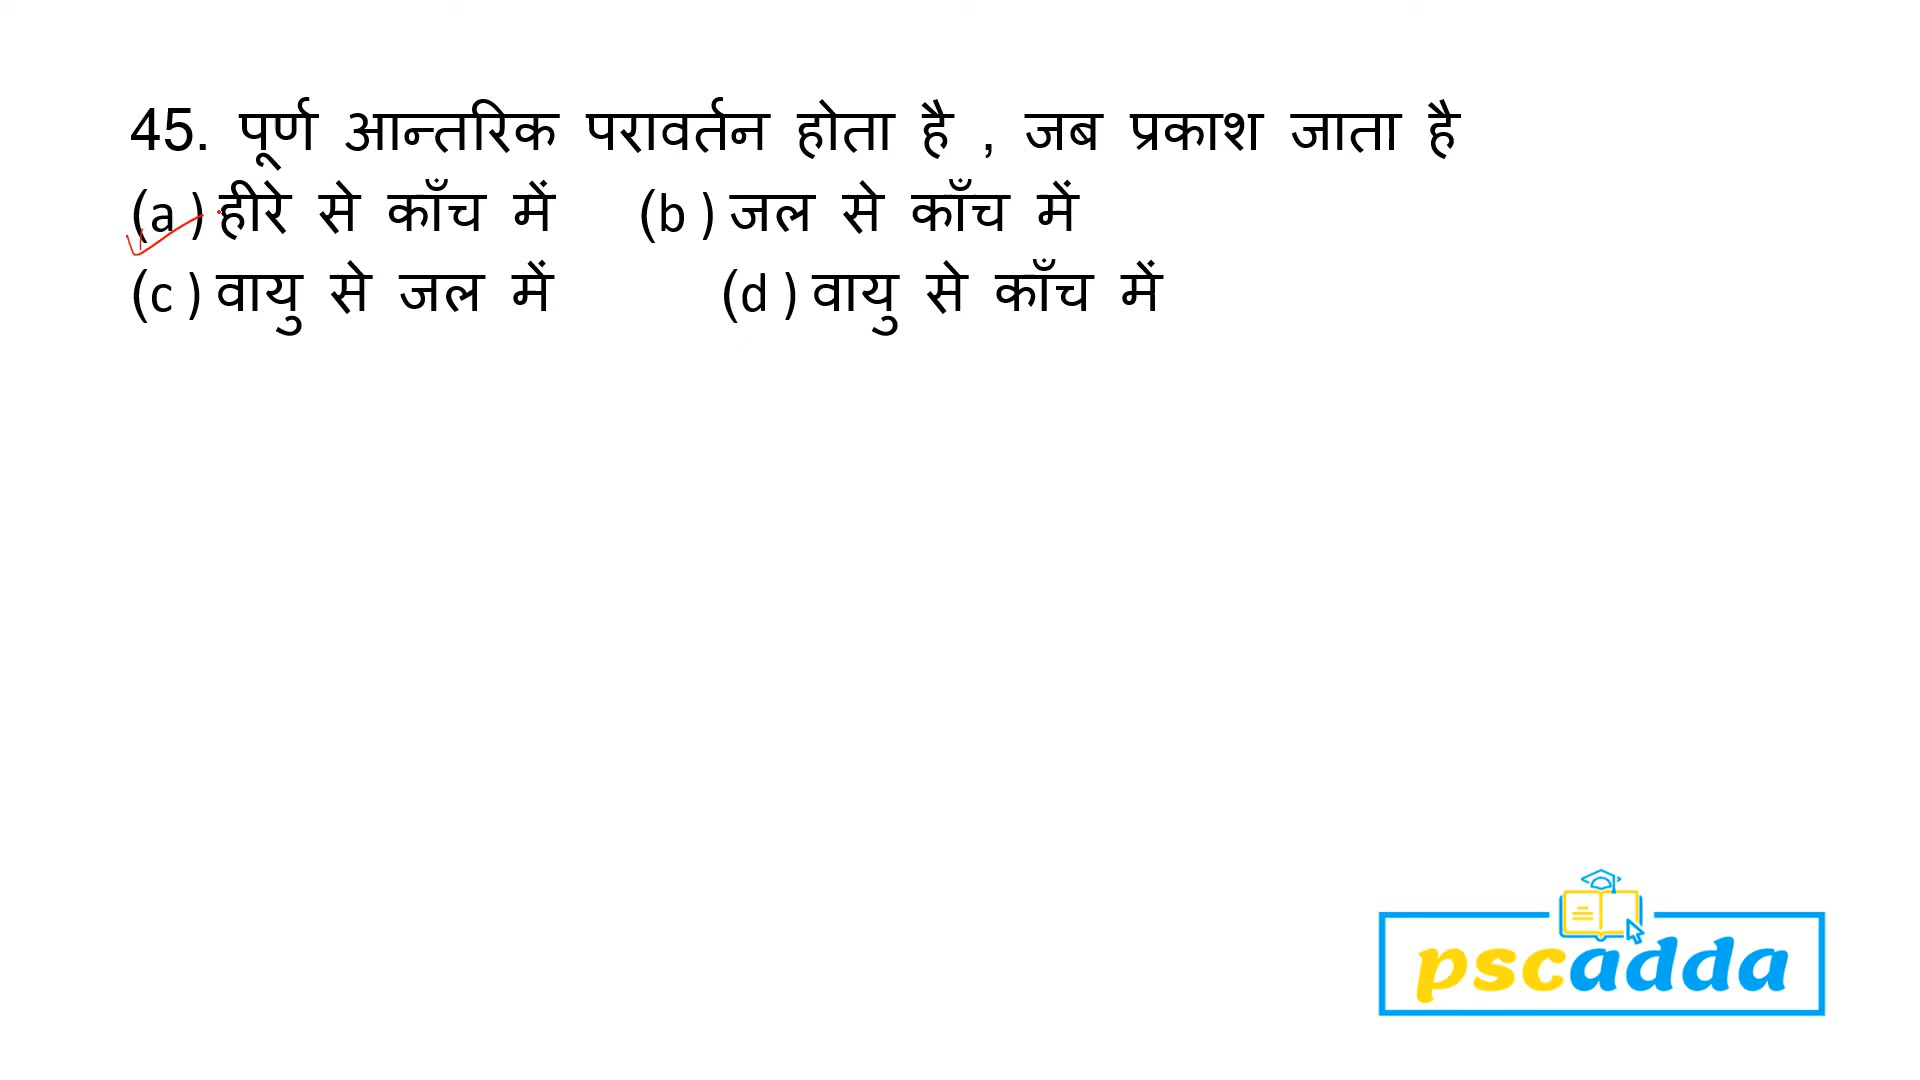 45. पूर्ण आन्तरिक परावर्तन होता है , जब प्रकाश जाता है
(a ) हीरे से काँच में (b ) जल से काँच में
(c ) वायु से जल में (d ) वायु से काँच में
pscadda